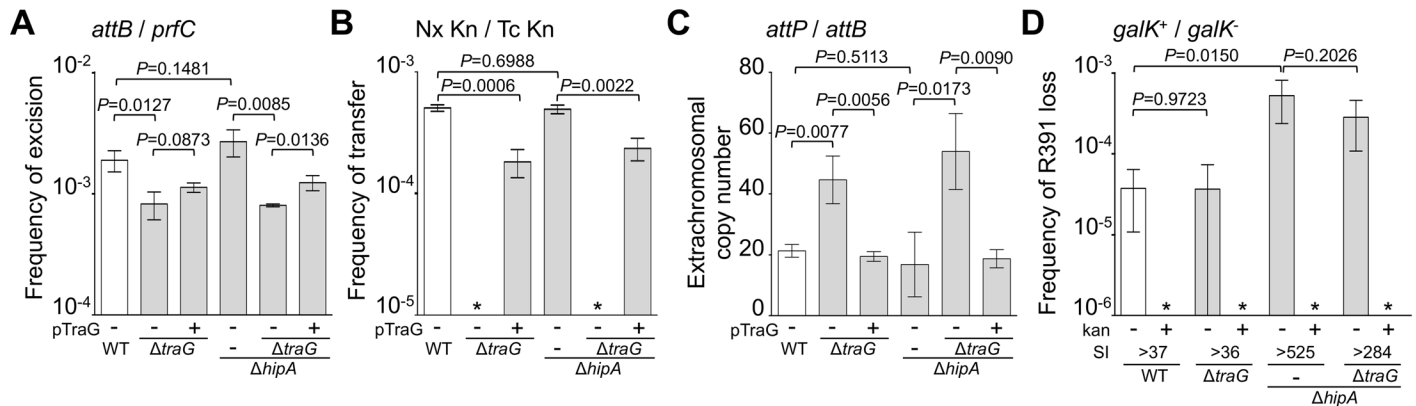 A
attB / prfC
Frequency of excision
10⁻²
10⁻³
10⁻⁴
P=0.1481
P=0.0127
P=0.0085
P=0.0873
P=0.0136
pTraG - - + - - +
WT ΔtraG - ΔtraG
ΔhipA
B
Nx Kn / Tc Kn
Frequency of transfer
10⁻³
10⁻⁴
10⁻⁵
P=0.6988
P=0.0006
P=0.0022
* *
pTraG - - + - - +
WT ΔtraG - ΔtraG
ΔhipA
C
attP / attB
Extrachromosomal
copy number
80
60
40
20
0
P=0.5113
P=0.0090
P=0.0173
P=0.0056
P=0.0077
pTraG - - + - - +
WT ΔtraG - ΔtraG
ΔhipA
D
galK⁺ / galK⁻
Frequency of R391 loss
10⁻³
10⁻⁴
10⁻⁵
10⁻⁶
P=0.0150
P=0.2026
P=0.9723
* * * *
kan - + - + - + - +
SI >37 >36 >525 >284
WT ΔtraG - ΔtraG
ΔhipA